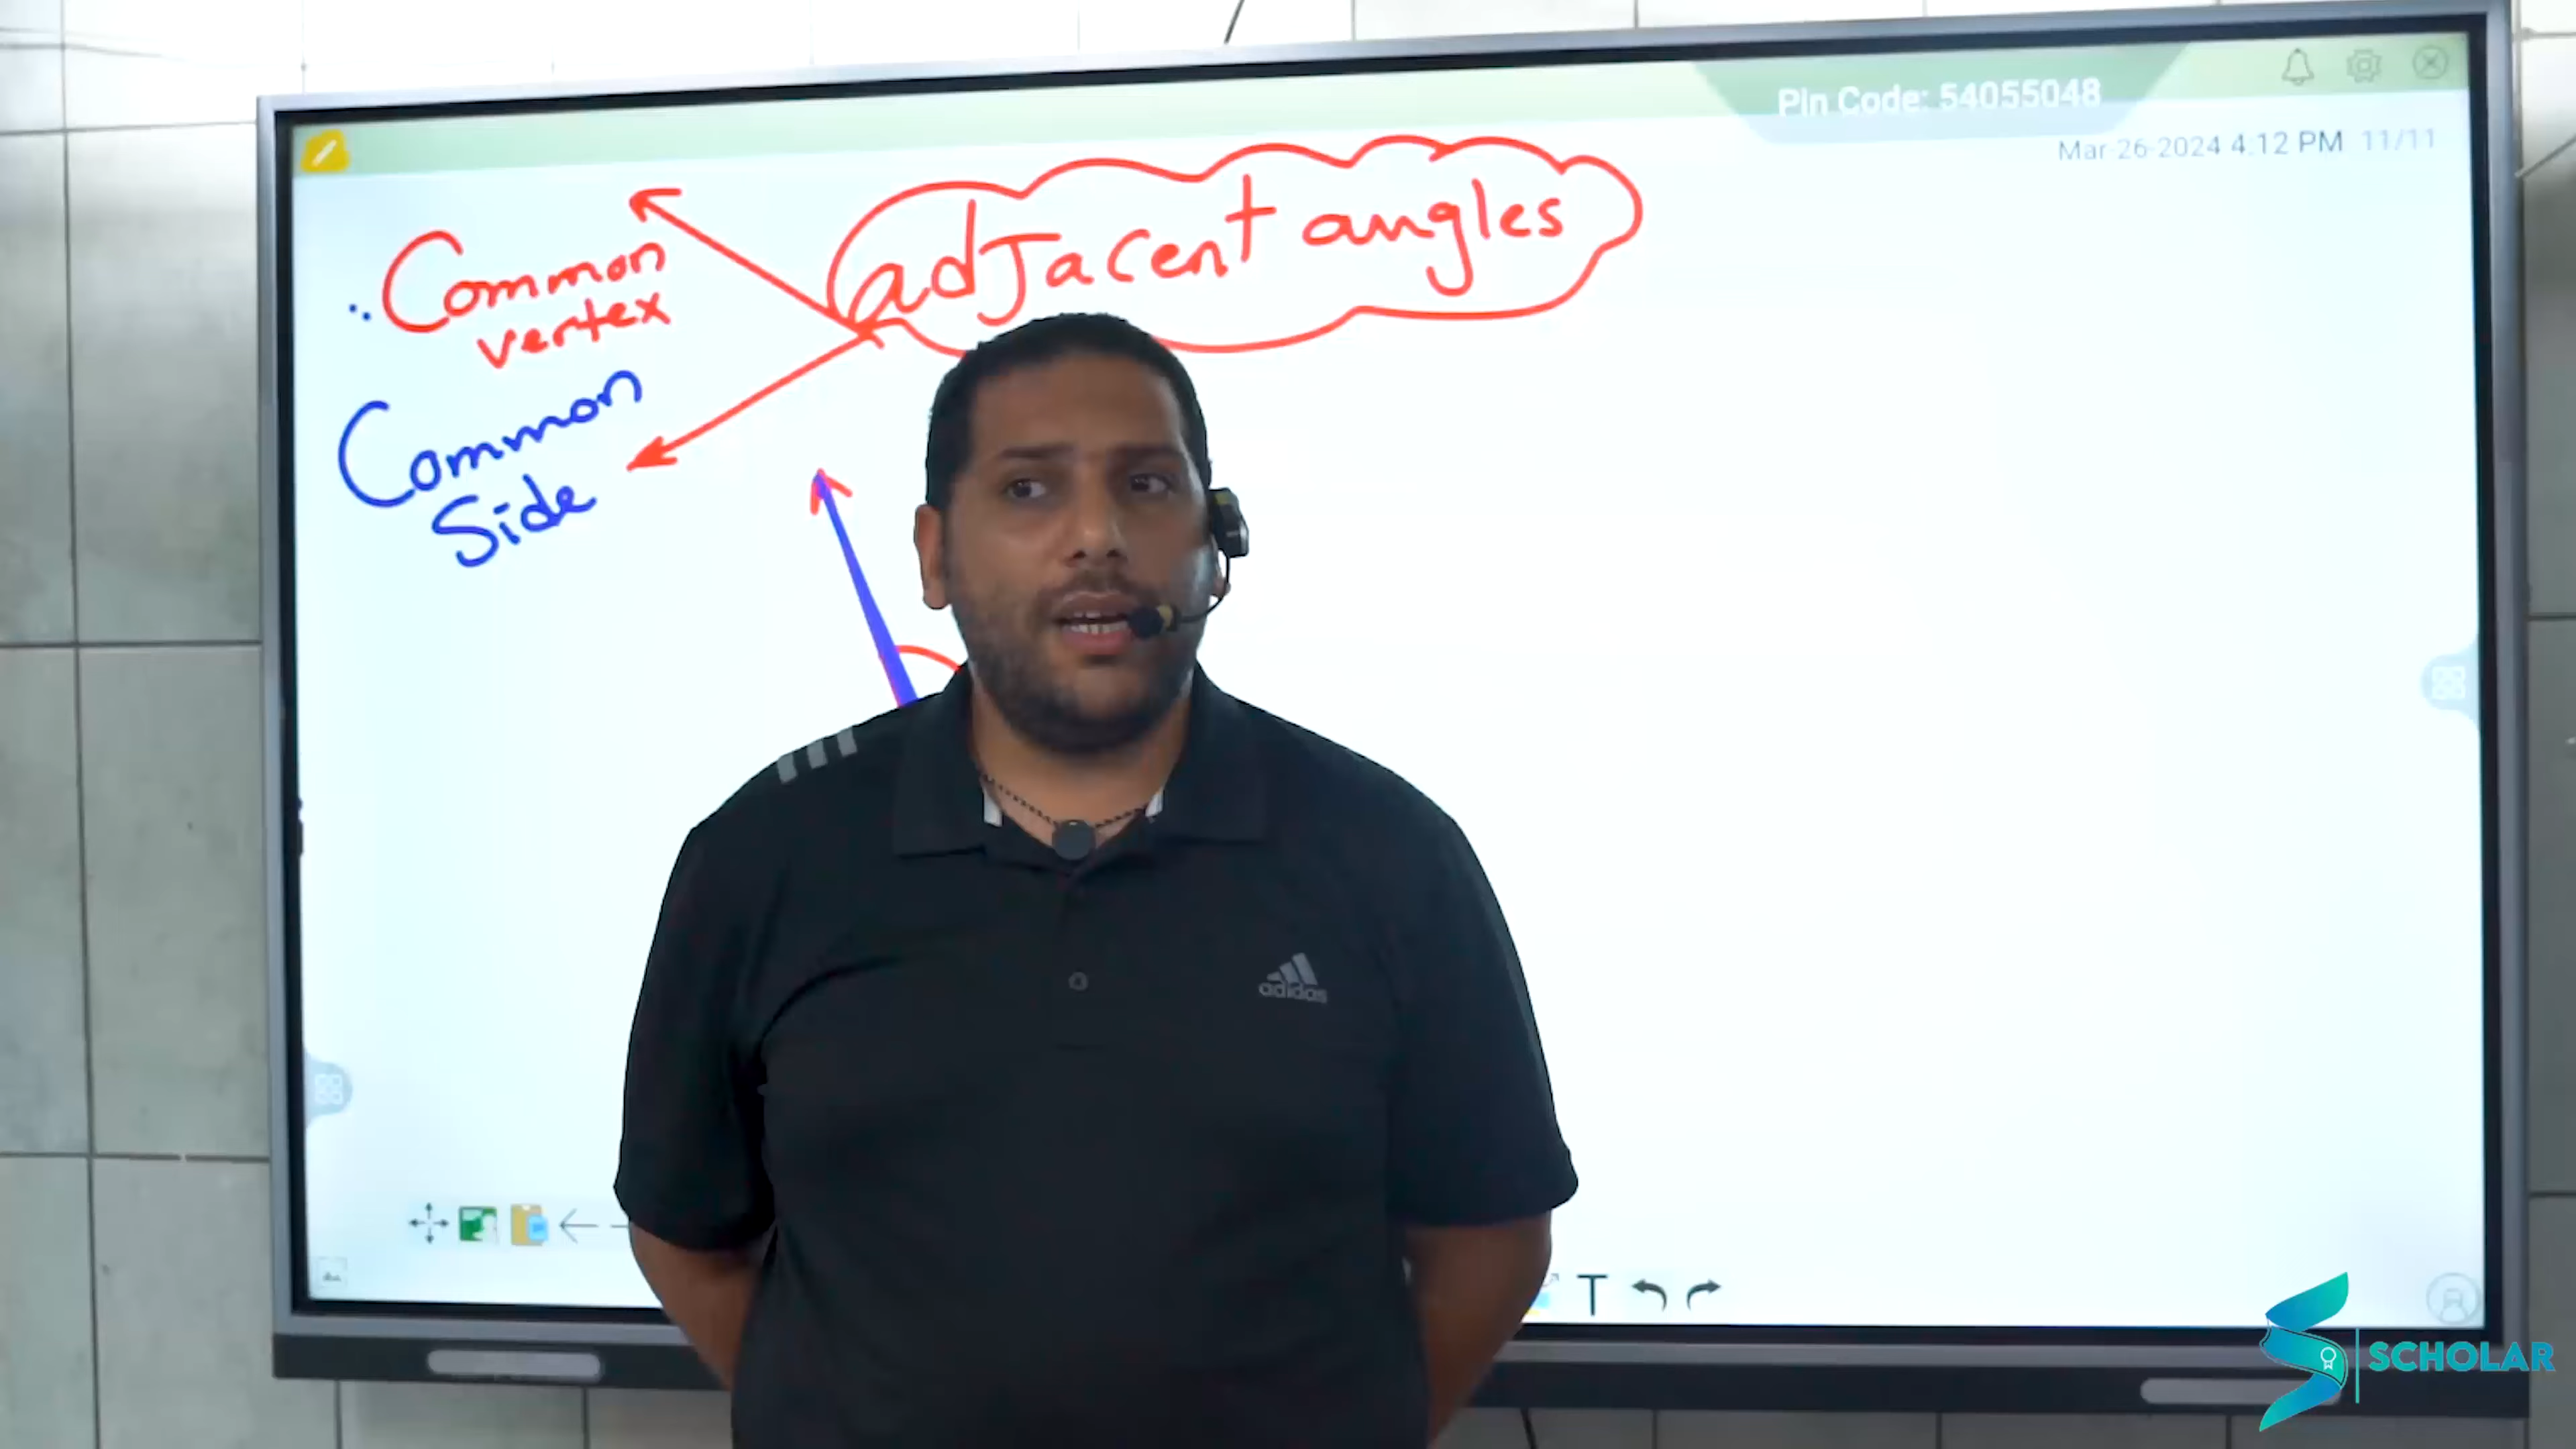 Pin Code: 54055048
Mar 26-2024 4.12 PM 11/11
adjacent angles
Common
vertex
Common
Side
adidas
T
SCHOLAR